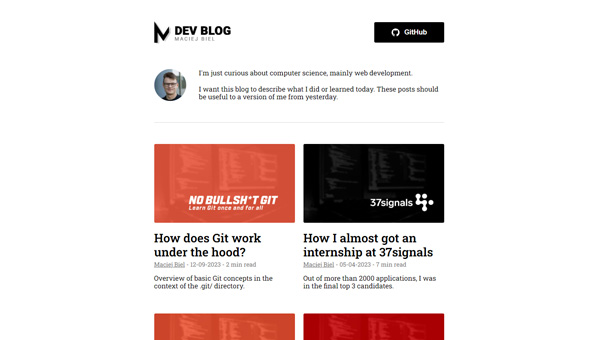 DEV BLOG
MACIEJ BIEL
GitHub
I'm just curious about computer science, mainly web development.
I want this blog to describe what I did or learned today. These posts should
be useful to a version of me from yesterday.
NO BULLSH*T GIT
Learn Git once and for all
37signals
How does Git work
under the hood?
Maciej Biel - 12-09-2023 - 2 min read
Overview of basic Git concepts in the
context of the .git/ directory.
How I almost got an
internship at 37signals
Maciej Biel - 05-04-2023 - 7 min read
Out of more than 2000 applications, I was
in the final top 3 candidates.